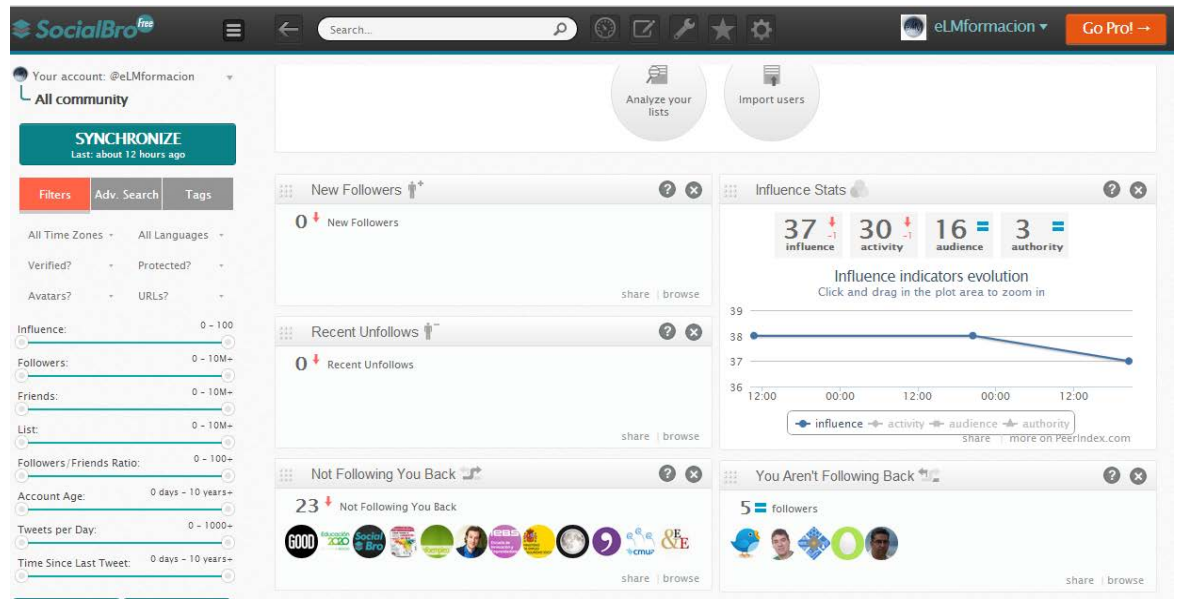 SocialBro free
Search...
eLMformacion
Go Pro! →
Your account: @eLMformacion
All community
SYNCHRONIZE
Last: about 12 hours ago
Filters
Adv. Search
Tags
All Time Zones
All Languages
Verified?
Protected?
Avatars?
URLs?
Influence: 0 - 100
Followers: 0 - 10M+
Friends: 0 - 10M+
List: 0 - 10M+
Followers/Friends Ratio: 0 - 100+
Account Age: 0 days - 10 years+
Tweets per Day: 0 - 1000+
Time Since Last Tweet: 0 days - 10 years+
Analyze your
lists
Import users
New Followers
0 New Followers
share | browse
Recent Unfollows
0 Recent Unfollows
share | browse
Not Following You Back
23 Not Following You Back
GOOD
Educación
2020
Social
Bro
IEBS
cmua
&EE
share | browse
Influence Stats
37 -1
influence
30 -1
activity
16 =
audience
3 =
authority
Influence indicators evolution
Click and drag in the plot area to zoom in
39
38
37
36
12:00 00:00 12:00 00:00 12:00
influence activity audience authority
share | more on PeerIndex.com
You Aren't Following Back
5 = followers
share | browse